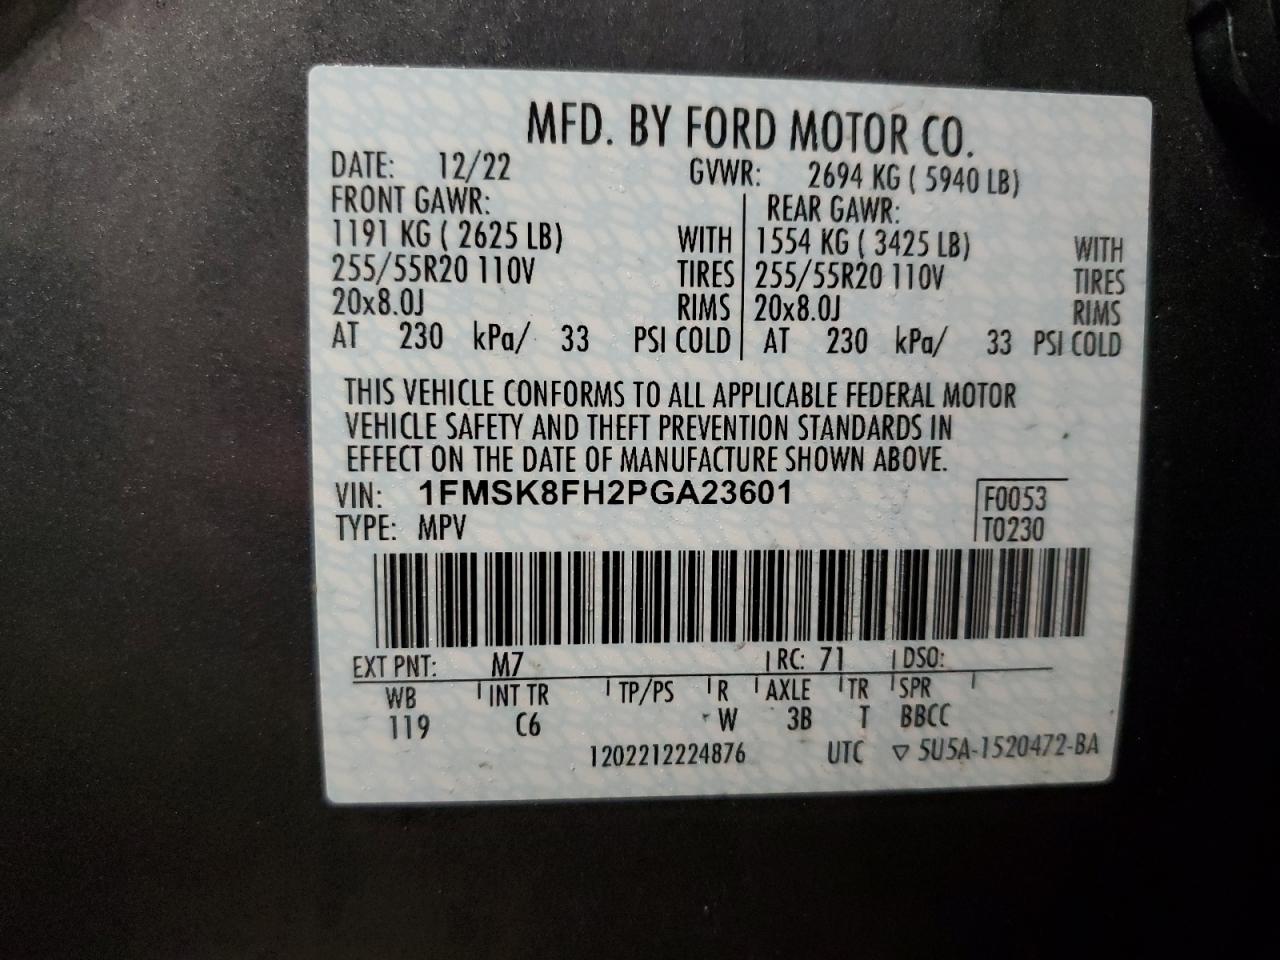 MFD. BY FORD MOTOR CO.
DATE: 12/22 GVWR: 2694 KG ( 5940 LB)
FRONT GAWR: REAR GAWR:
1191 KG ( 2625 LB) WITH 1554 KG ( 3425 LB) WITH
255/55R20 110V TIRES 255/55R20 110V TIRES
20x8.0J RIMS 20x8.0J RIMS
AT 230 kPa/ 33 PSI COLD AT 230 kPa/ 33 PSI COLD
THIS VEHICLE CONFORMS TO ALL APPLICABLE FEDERAL MOTOR
VEHICLE SAFETY AND THEFT PREVENTION STANDARDS IN
EFFECT ON THE DATE OF MANUFACTURE SHOWN ABOVE.
VIN: 1FMSK8FH2PGA23601 F0053
TYPE: MPV T0230
EXT PNT: M7 RC: 71 DSO:
WB INT TR TP/PS R AXLE TR SPR
119 C6 W 3B T BBCC
1202212224876 UTC ▽ 5U5A-1520472-BA